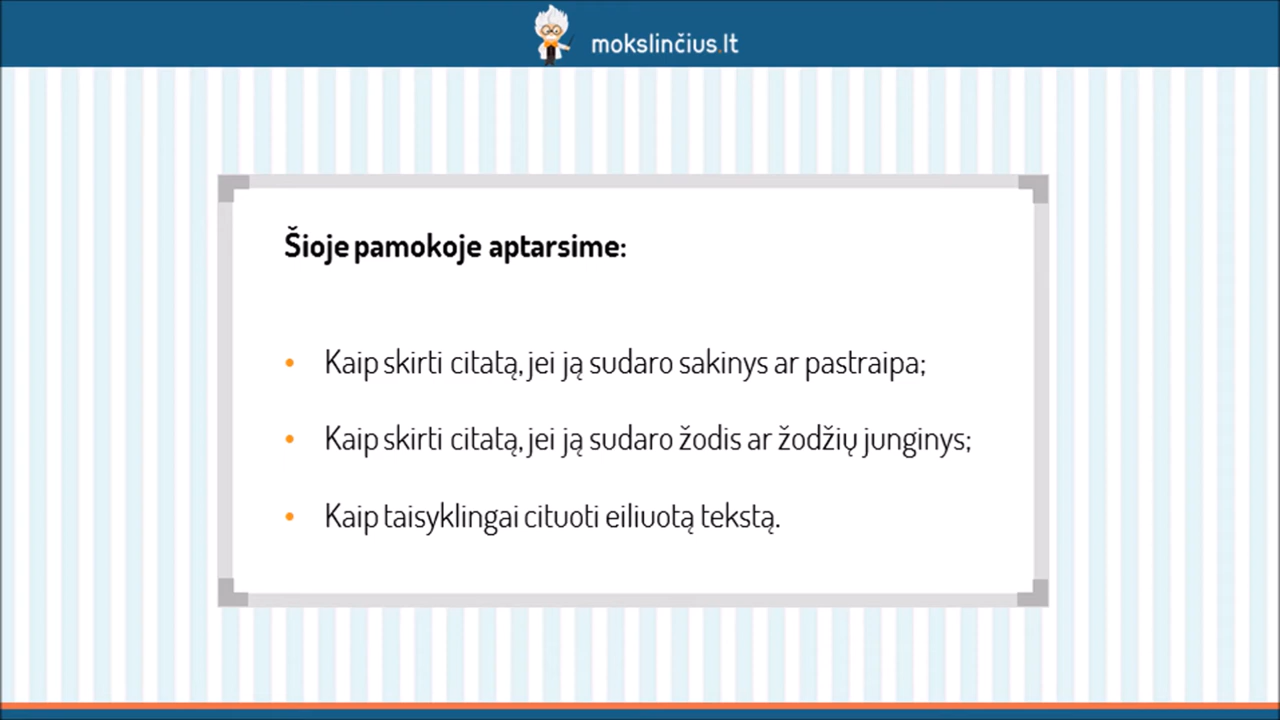 mokslinčius.lt
Šioje pamokoje aptarsime:
• Kaip skirti citatą, jei ją sudaro sakinys ar pastraipa;
• Kaip skirti citatą, jei ją sudaro žodis ar žodžių junginys;
• Kaip taisyklingai cituoti eiliuotą tekstą.